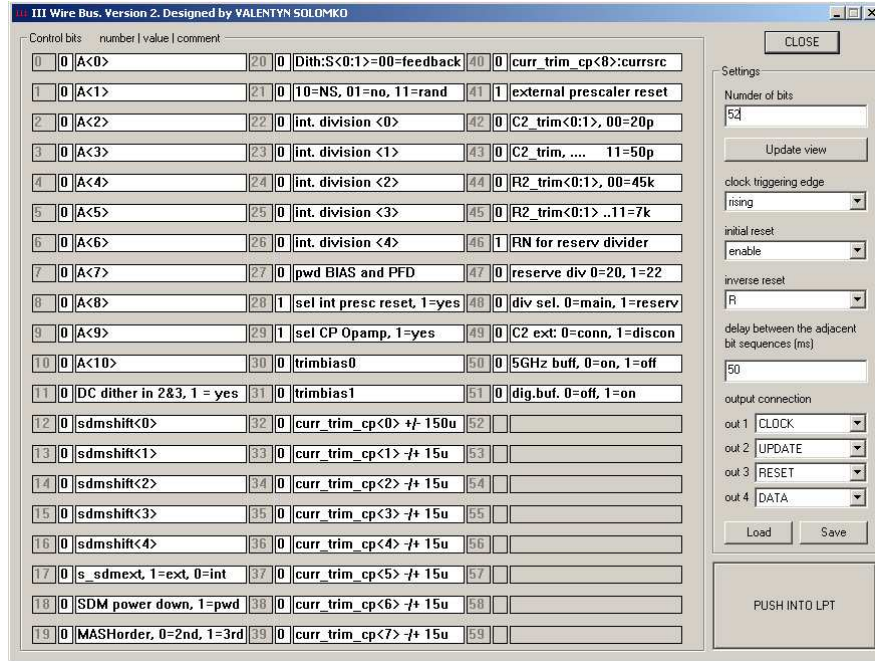 III Wire Bus. Version 2. Designed by VALENTYN SOLOMKO
Control bits number | value | comment
0 0 A<0>
1 0 A<1>
2 0 A<2>
3 0 A<3>
4 0 A<4>
5 0 A<5>
6 0 A<6>
7 0 A<7>
8 0 A<8>
9 0 A<9>
10 0 A<10>
11 0 DC dither in 2&3, 1 = yes
12 0 sdmshift<0>
13 0 sdmshift<1>
14 0 sdmshift<2>
15 0 sdmshift<3>
16 0 sdmshift<4>
17 0 s_sdmext, 1=ext, 0=int
18 0 SDM power down, 1=pwd
19 0 MASHorder, 0=2nd, 1=3rd
20 0 Dith:S<0:1>=00=feedback
21 0 10=NS, 01=no, 11=rand
22 0 int. division <0>
23 0 int. division <1>
24 0 int. division <2>
25 0 int. division <3>
26 0 int. division <4>
27 0 pwd BIAS and PFD
28 1 sel int presc reset, 1=yes
29 1 sel CP Opamp, 1=yes
30 0 trimbias0
31 0 trimbias1
32 0 curr_trim_cp<0> +/- 150u
33 0 curr_trim_cp<1> -/+ 15u
34 0 curr_trim_cp<2> -/+ 15u
35 0 curr_trim_cp<3> -/+ 15u
36 0 curr_trim_cp<4> -/+ 15u
37 0 curr_trim_cp<5> -/+ 15u
38 0 curr_trim_cp<6> -/+ 15u
39 0 curr_trim_cp<7> -/+ 15u
40 0 curr_trim_cp<8>:currsrc
41 1 external prescaler reset
42 0 C2_trim<0:1>, 00=20p
43 0 C2_trim, .... 11=50p
44 0 R2_trim<0:1>, 00=45k
45 0 R2_trim<0:1> ..11=7k
46 1 RN for reserv divider
47 0 reserve div 0=20, 1=22
48 0 div sel. 0=main, 1=reserv
49 0 C2 ext: 0=conn, 1=discon
50 0 5GHz buff, 0=on, 1=off
51 0 dig.buf. 0=off, 1=on
52
53
54
55
56
57
58
59
CLOSE
Settings
Numder of bits
52
Update view
clock triggering edge
rising
initial reset
enable
inverse reset
R
delay between the adjacent
bit sequences (ms)
50
output connection
out 1 CLOCK
out 2 UPDATE
out 3 RESET
out 4 DATA
Load Save
PUSH INTO LPT